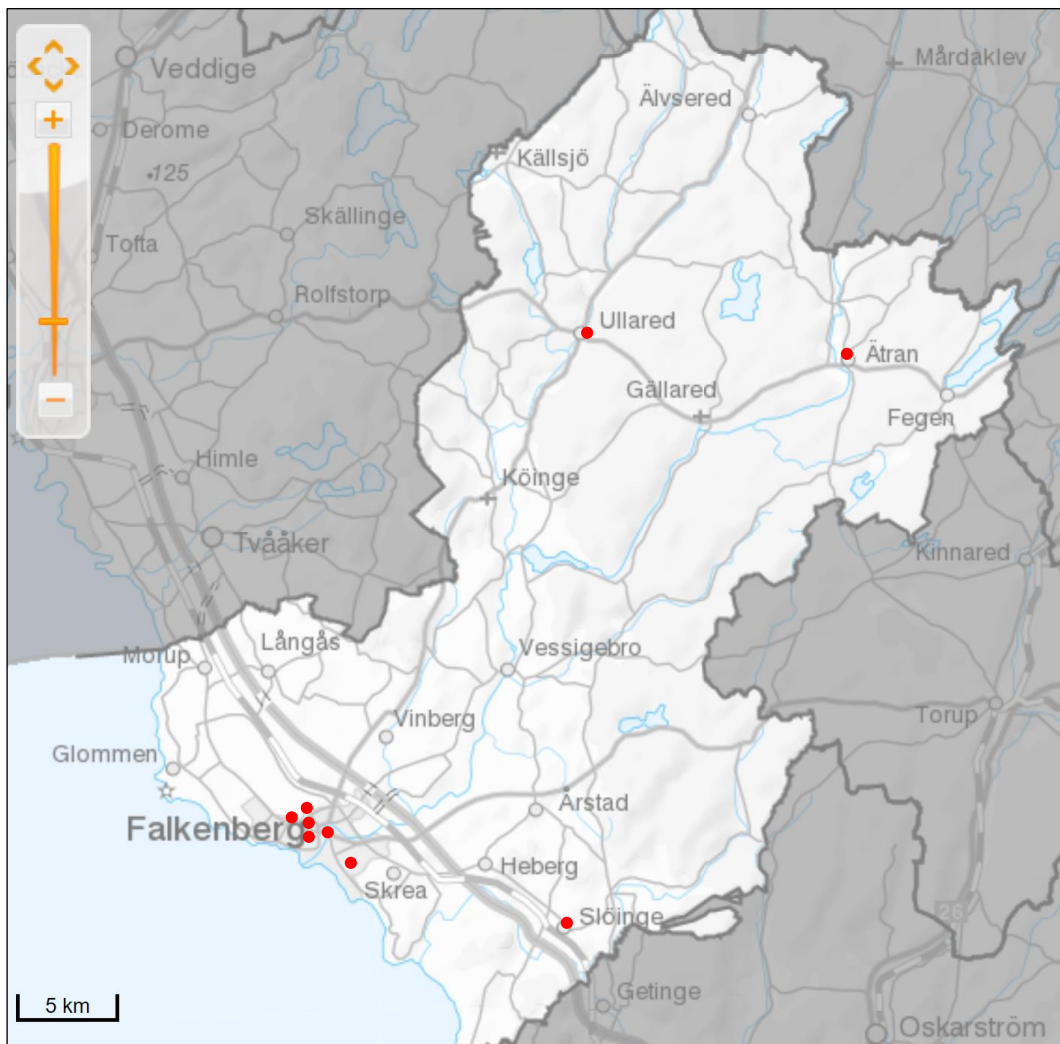 Veddige
Mårdaklev
Älvsered
Derome
Källsjö
125
Skällinge
Tofta
Rolfstorp
Ullared
Ätran
Gällared
Fegen
Himle
Köinge
Tvååker
Kinnared
Långås
Morup
Vessigebro
Torup
Vinberg
Glommen
Årstad
Falkenberg
Heberg
Skrea
Slöinge
26
5 km
Getinge
Oskarström